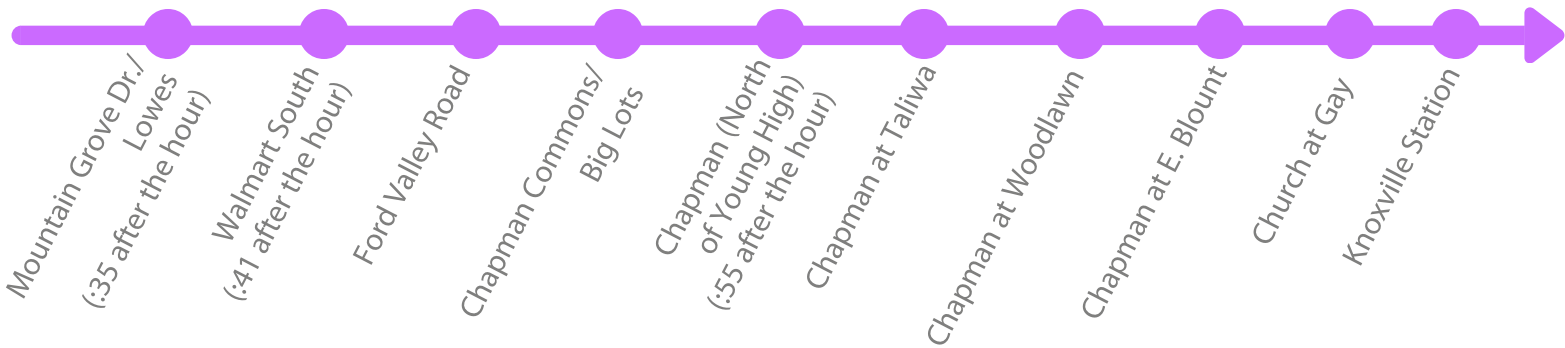 Mountain Grove Dr./
Lowes
(:35 after the hour)
Walmart South
(:41 after the hour)
Ford Valley Road
Chapman Commons/
Big Lots
Chapman (North
of Young High)
(:55 after the hour)
Chapman at Taliwa
Chapman at Woodlawn
Chapman at E. Blount
Church at Gay
Knoxville Station